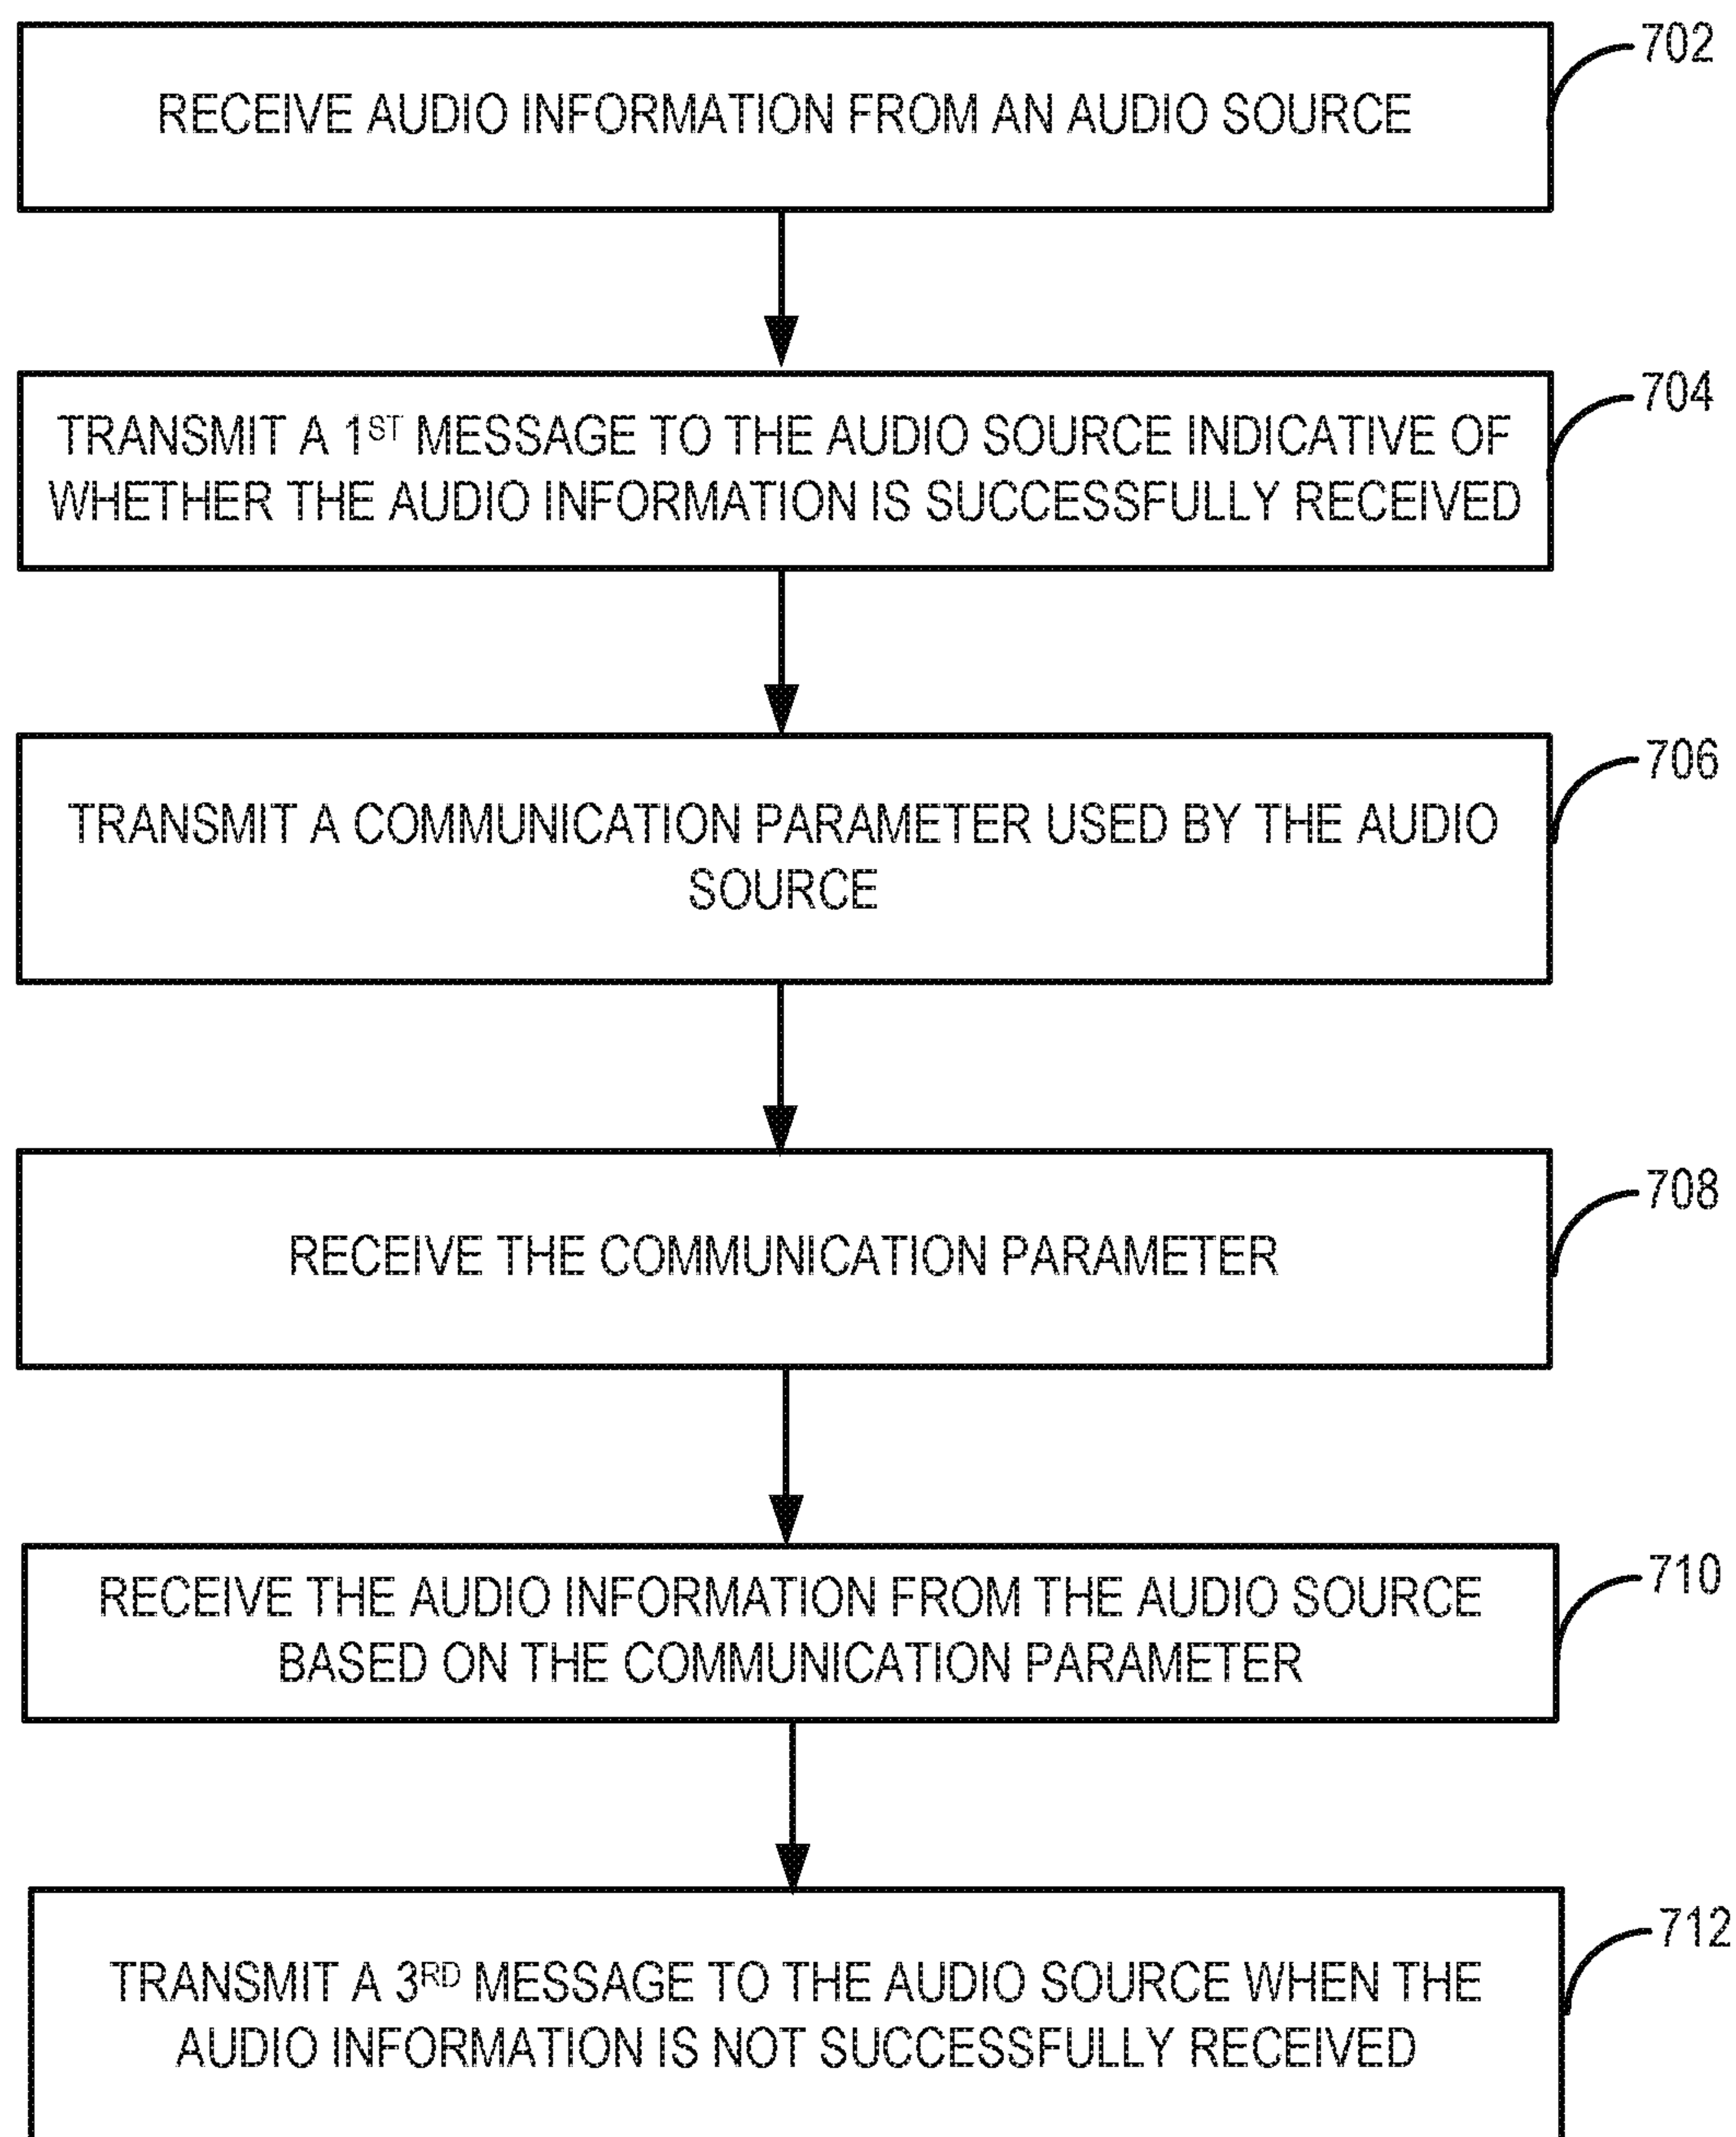 702
RECEIVE AUDIO INFORMATION FROM AN AUDIO SOURCE
704
TRANSMIT A 1ST MESSAGE TO THE AUDIO SOURCE INDICATIVE OF
WHETHER THE AUDIO INFORMATION IS SUCCESSFULLY RECEIVED
706
TRANSMIT A COMMUNICATION PARAMETER USED BY THE AUDIO
SOURCE
708
RECEIVE THE COMMUNICATION PARAMETER
710
RECEIVE THE AUDIO INFORMATION FROM THE AUDIO SOURCE
BASED ON THE COMMUNICATION PARAMETER
712
TRANSMIT A 3RD MESSAGE TO THE AUDIO SOURCE WHEN THE
AUDIO INFORMATION IS NOT SUCCESSFULLY RECEIVED